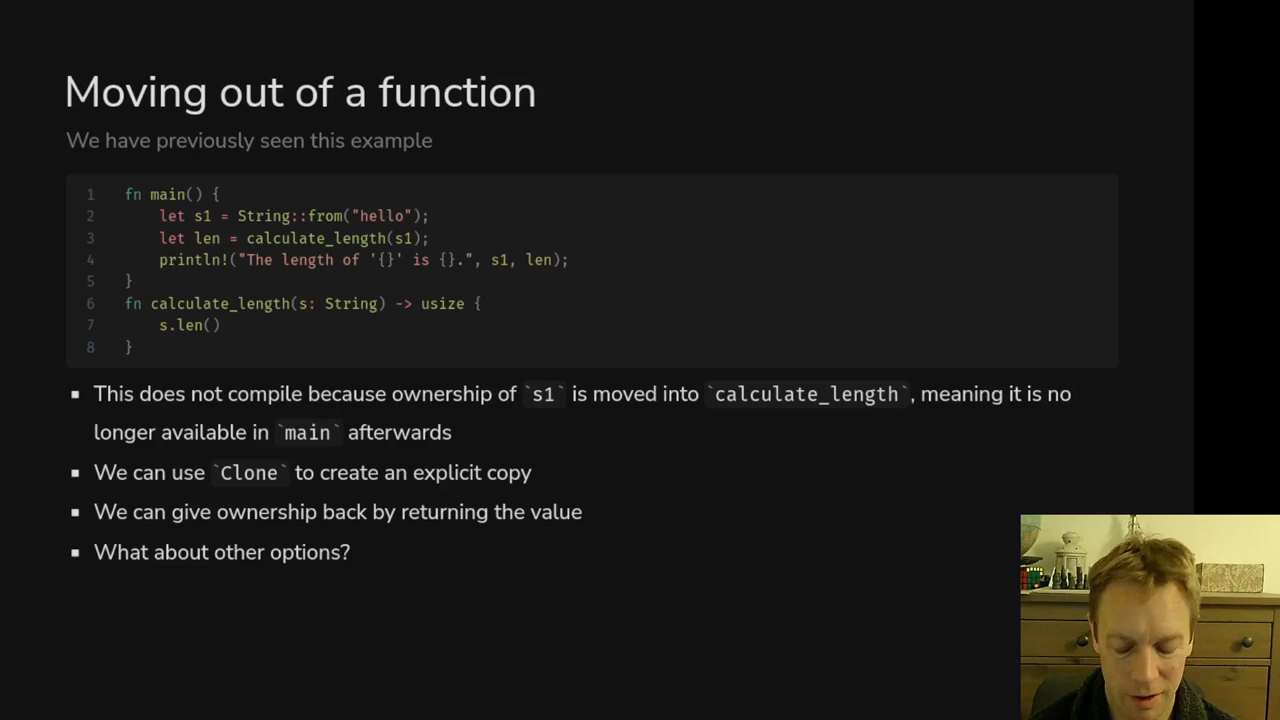 Moving out of a function
We have previously seen this example
1 fn main() {
2 let s1 = String::from("hello");
3 let len = calculate_length(s1);
4 println!("The length of '{}' is {}.", s1, len);
5 }
6 fn calculate_length(s: String) -> usize {
7 s.len()
8 }
▪ This does not compile because ownership of `s1` is moved into `calculate_length`, meaning it is no
longer available in `main` afterwards
▪ We can use `Clone` to create an explicit copy
▪ We can give ownership back by returning the value
▪ What about other options?